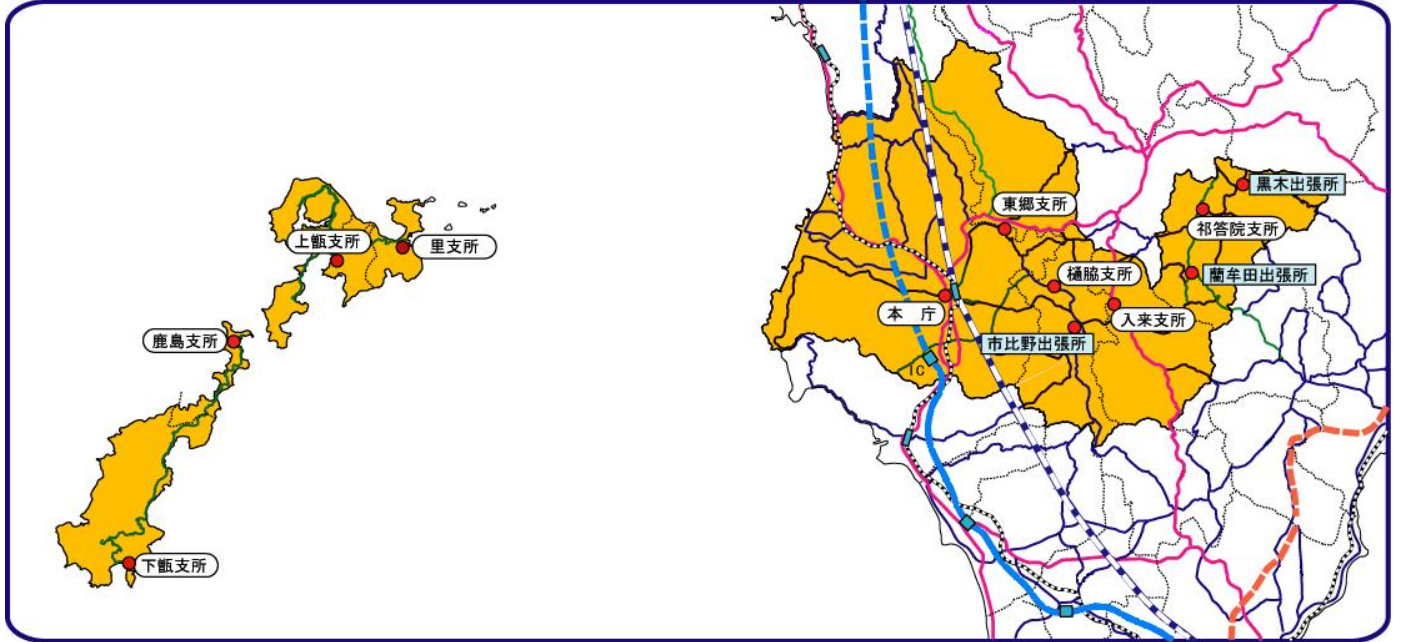 上甑支所
里支所
鹿島支所
下甑支所
黒木出張所
東郷支所
祁答院支所
樋脇支所
藺牟田出張所
本 庁
入来支所
市比野出張所
IC